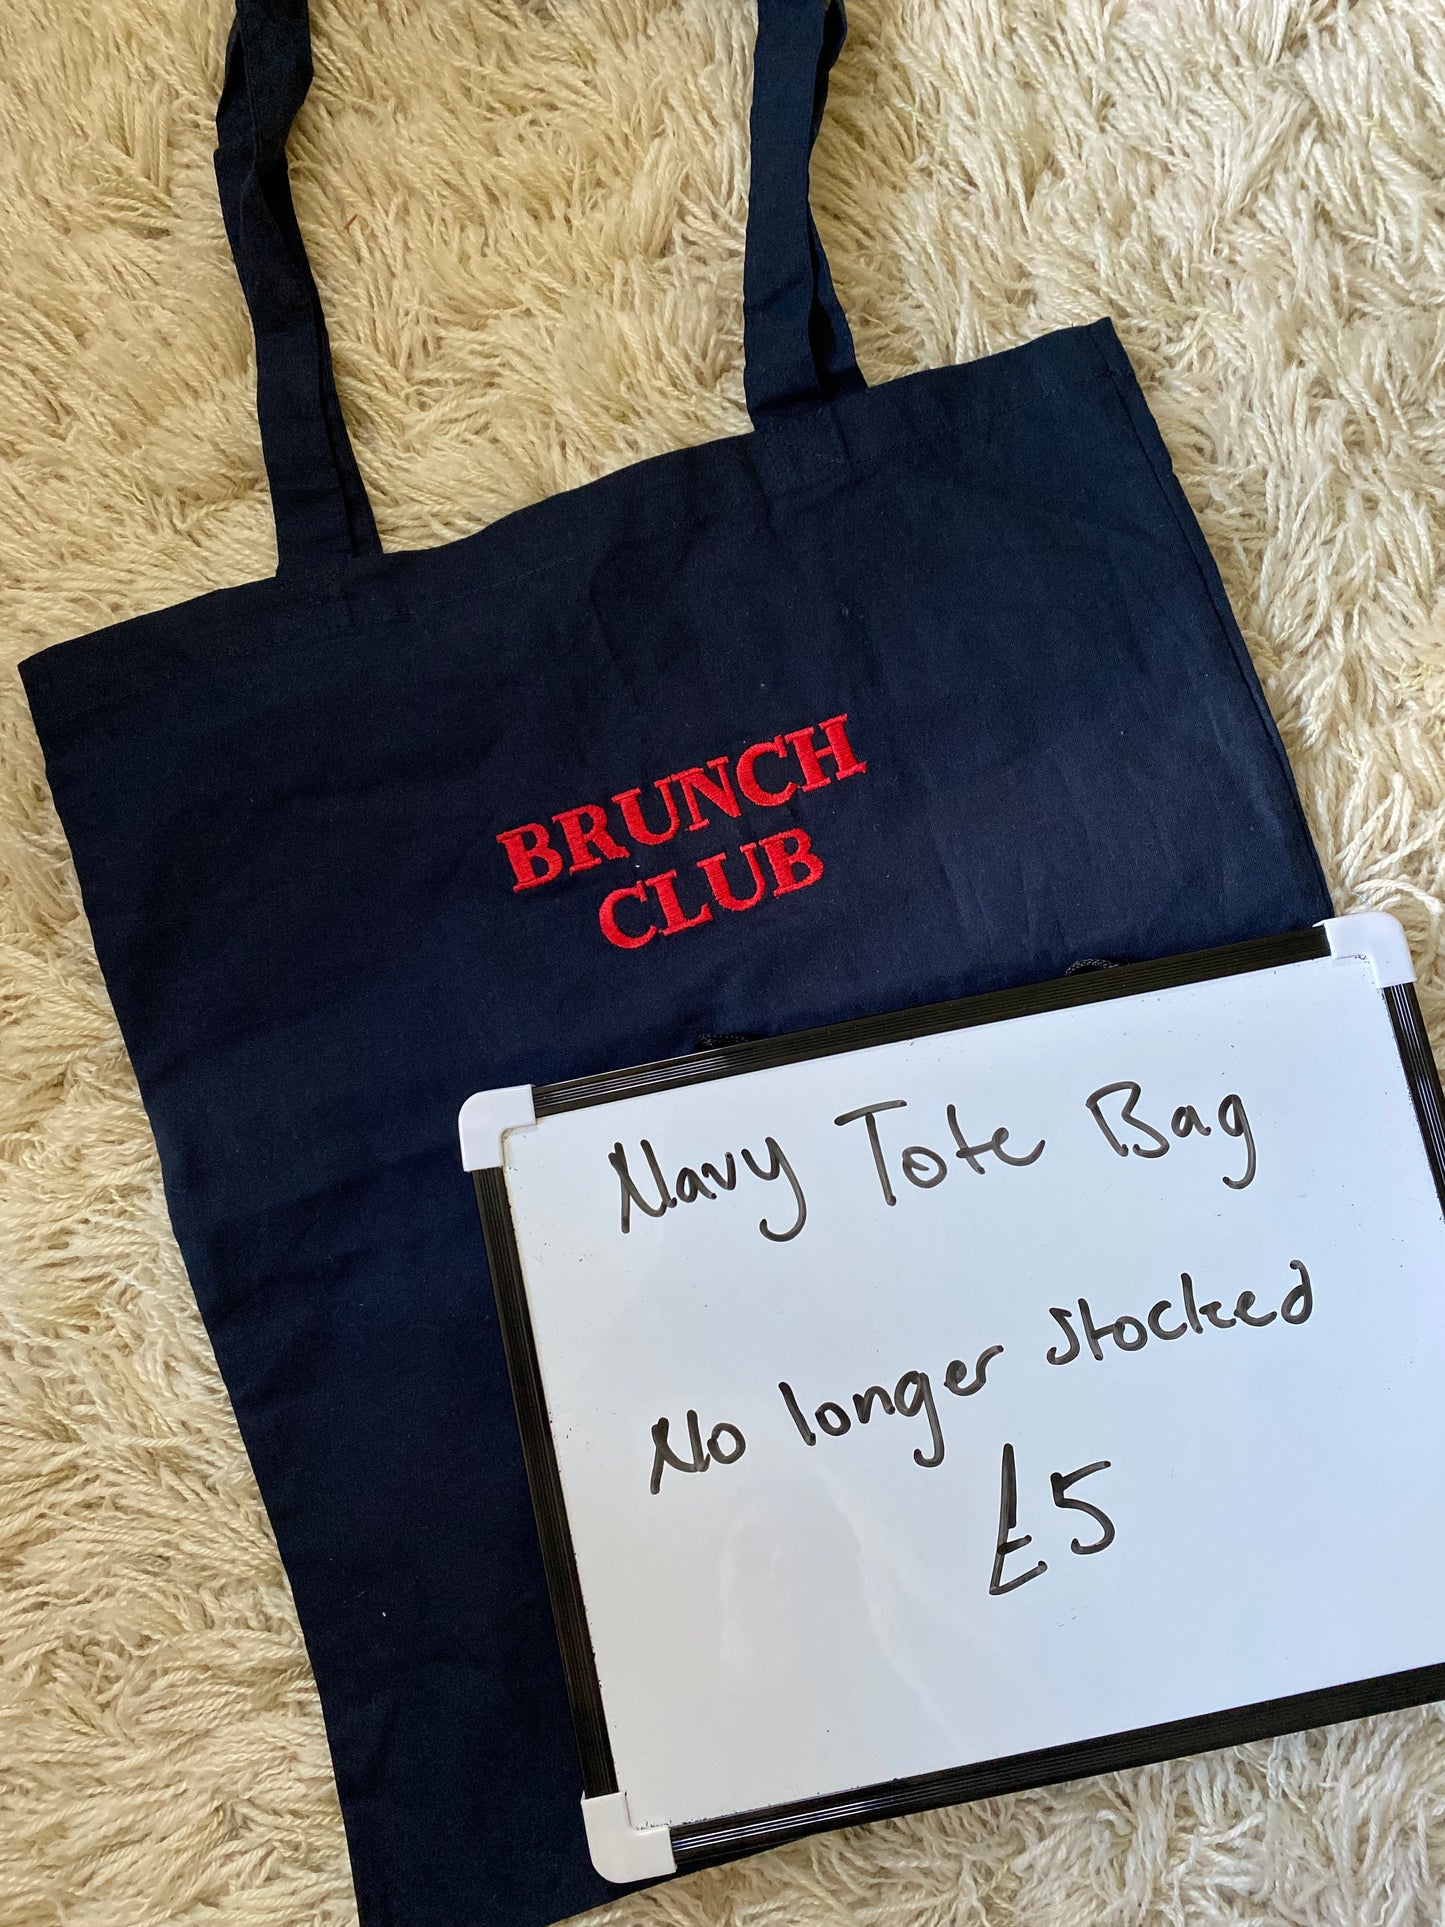 BRUNCH
CLUB
Navy Tote Bag
No longer stocked
£5